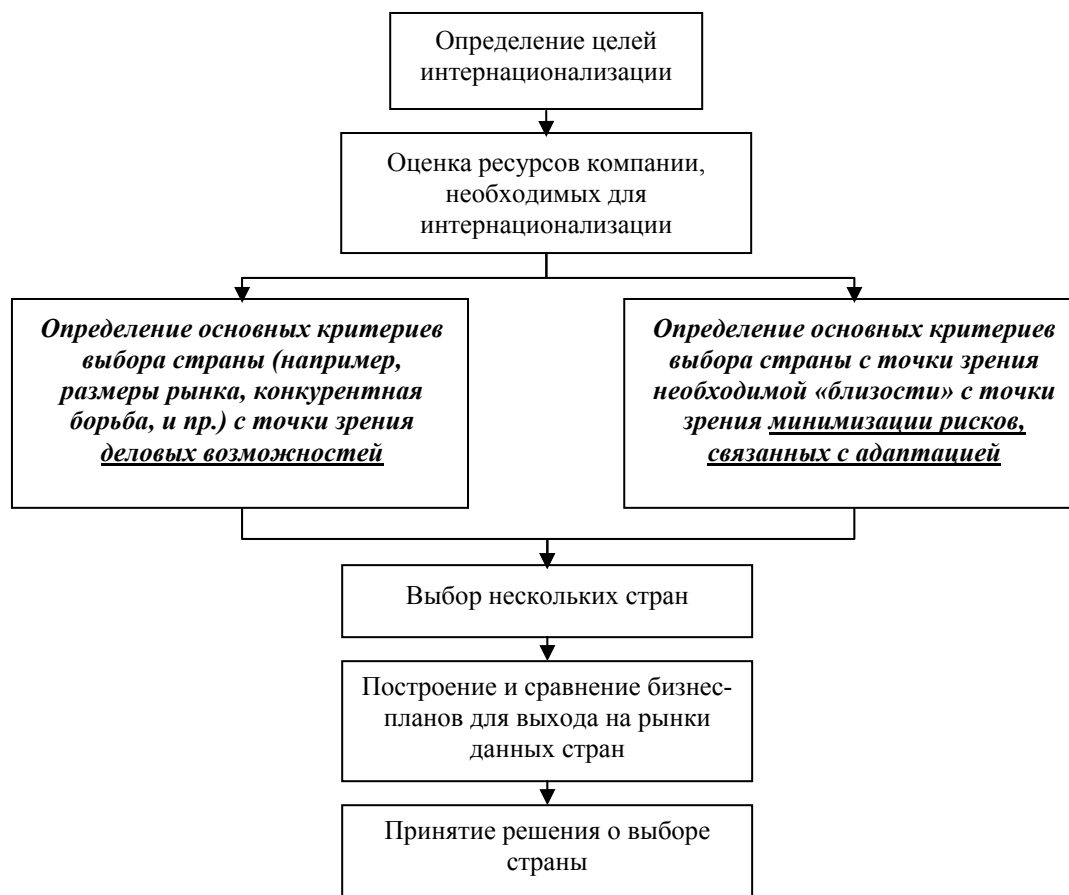 Определение целей
интернационализации
Оценка ресурсов компании,
необходимых для
интернационализации
Определение основных критериев
выбора страны (например,
размеры рынка, конкурентная
борьба, и пр.) с точки зрения
деловых возможностей
Определение основных критериев
выбора страны с точки зрения
необходимой «близости» с точки
зрения минимизации рисков,
связанных с адаптацией
Выбор нескольких стран
Построение и сравнение бизнес-
планов для выхода на рынки
данных стран
Принятие решения о выборе
страны